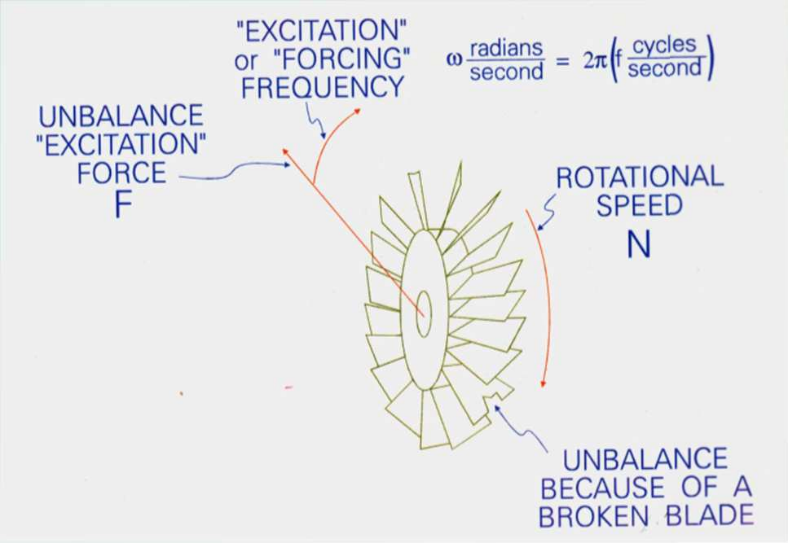 "EXCITATION"
or "FORCING"
FREQUENCY
ω radians/second = 2π(f cycles/second)
UNBALANCE
"EXCITATION"
FORCE
F
ROTATIONAL
SPEED
N
UNBALANCE
BECAUSE OF A
BROKEN BLADE